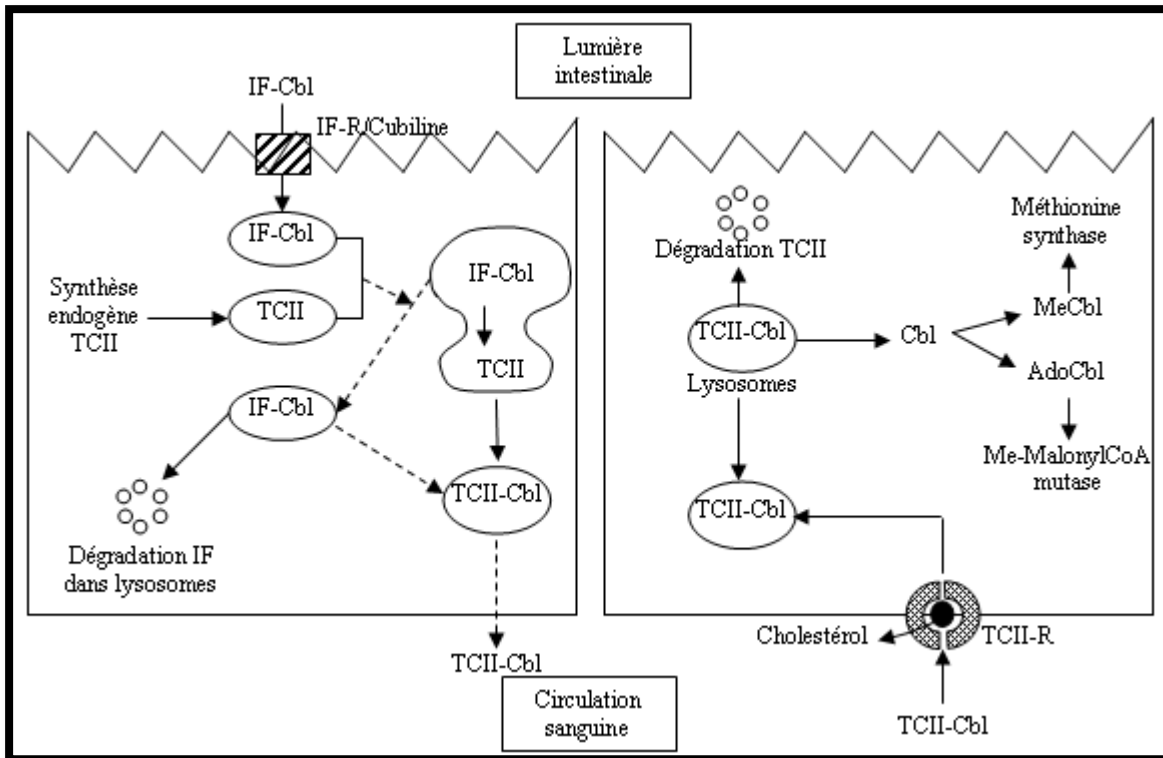 Lumière
intestinale
IF-Cbl
IF-R/Cubiline
IF-Cbl
Synthèse
endogène
TCII
TCII
IF-Cbl
TCII
IF-Cbl
TCII-Cbl
Dégradation IF
dans lysosomes
TCII-Cbl
Dégradation TCII
Méthionine
synthase
TCII-Cbl
Lysosomes
Cbl
MeCbl
AdoCbl
Me-MalonylCoA
mutase
TCII-Cbl
Cholestérol
TCII-R
TCII-Cbl
Circulation
sanguine